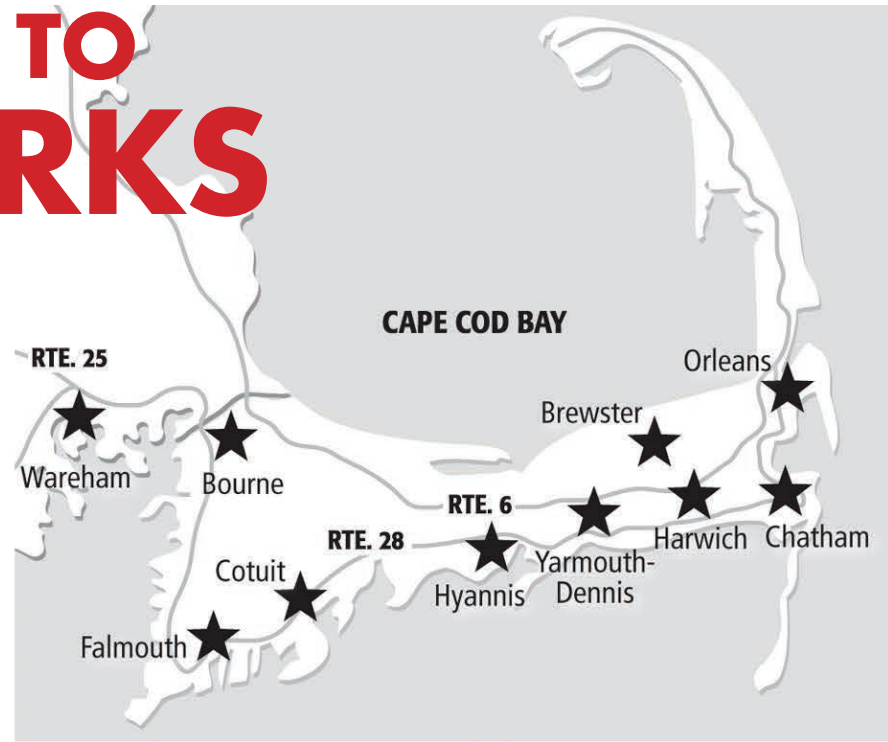 TO
RKS
CAPE COD BAY
RTE. 25
Orleans
Brewster
Wareham
Bourne
RTE. 6
RTE. 28
Harwich
Chatham
Yarmouth-
Dennis
Hyannis
Cotuit
Falmouth